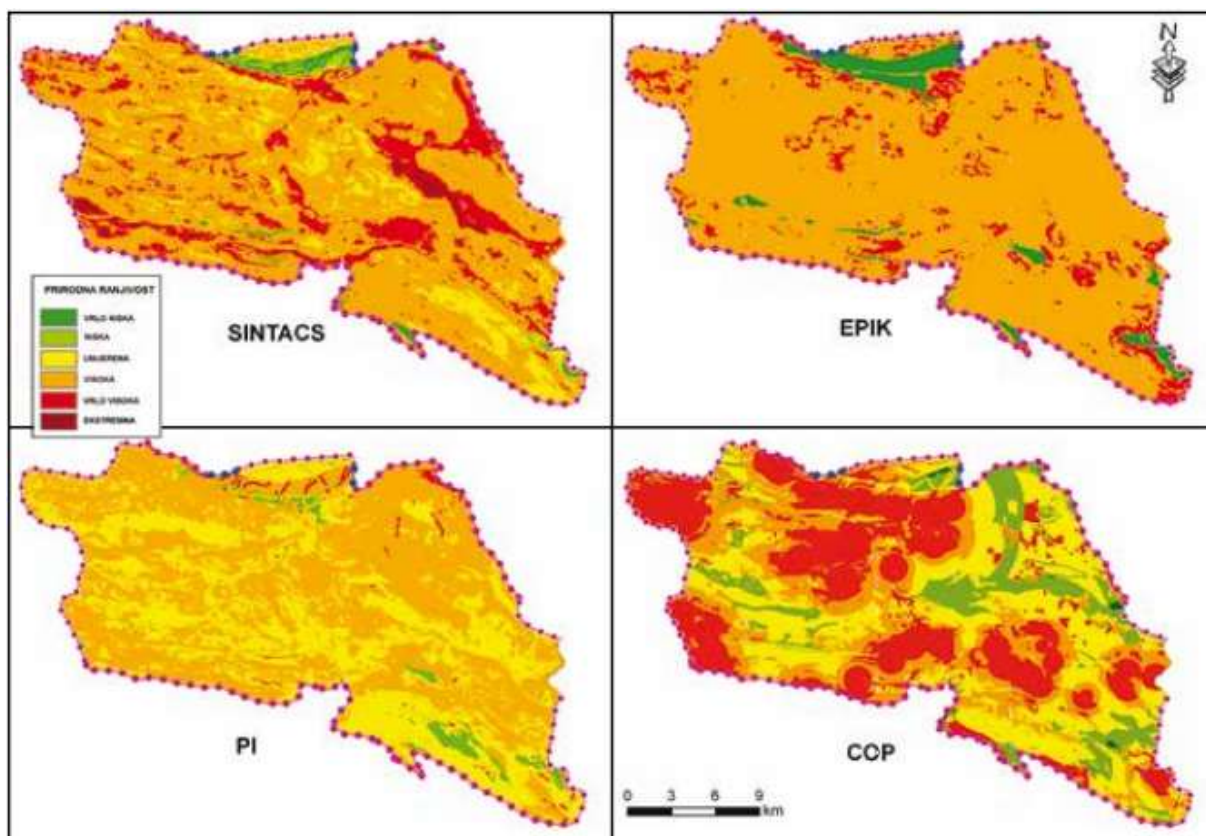 N
SINTACS
EPIK
PRIRODNA RANJIVOST
VRLO NISKA
NISKA
UMJERENA
VISOKA
VRLO VISOKA
EKSTREMNA
PI
COP
0 3 6 9
km